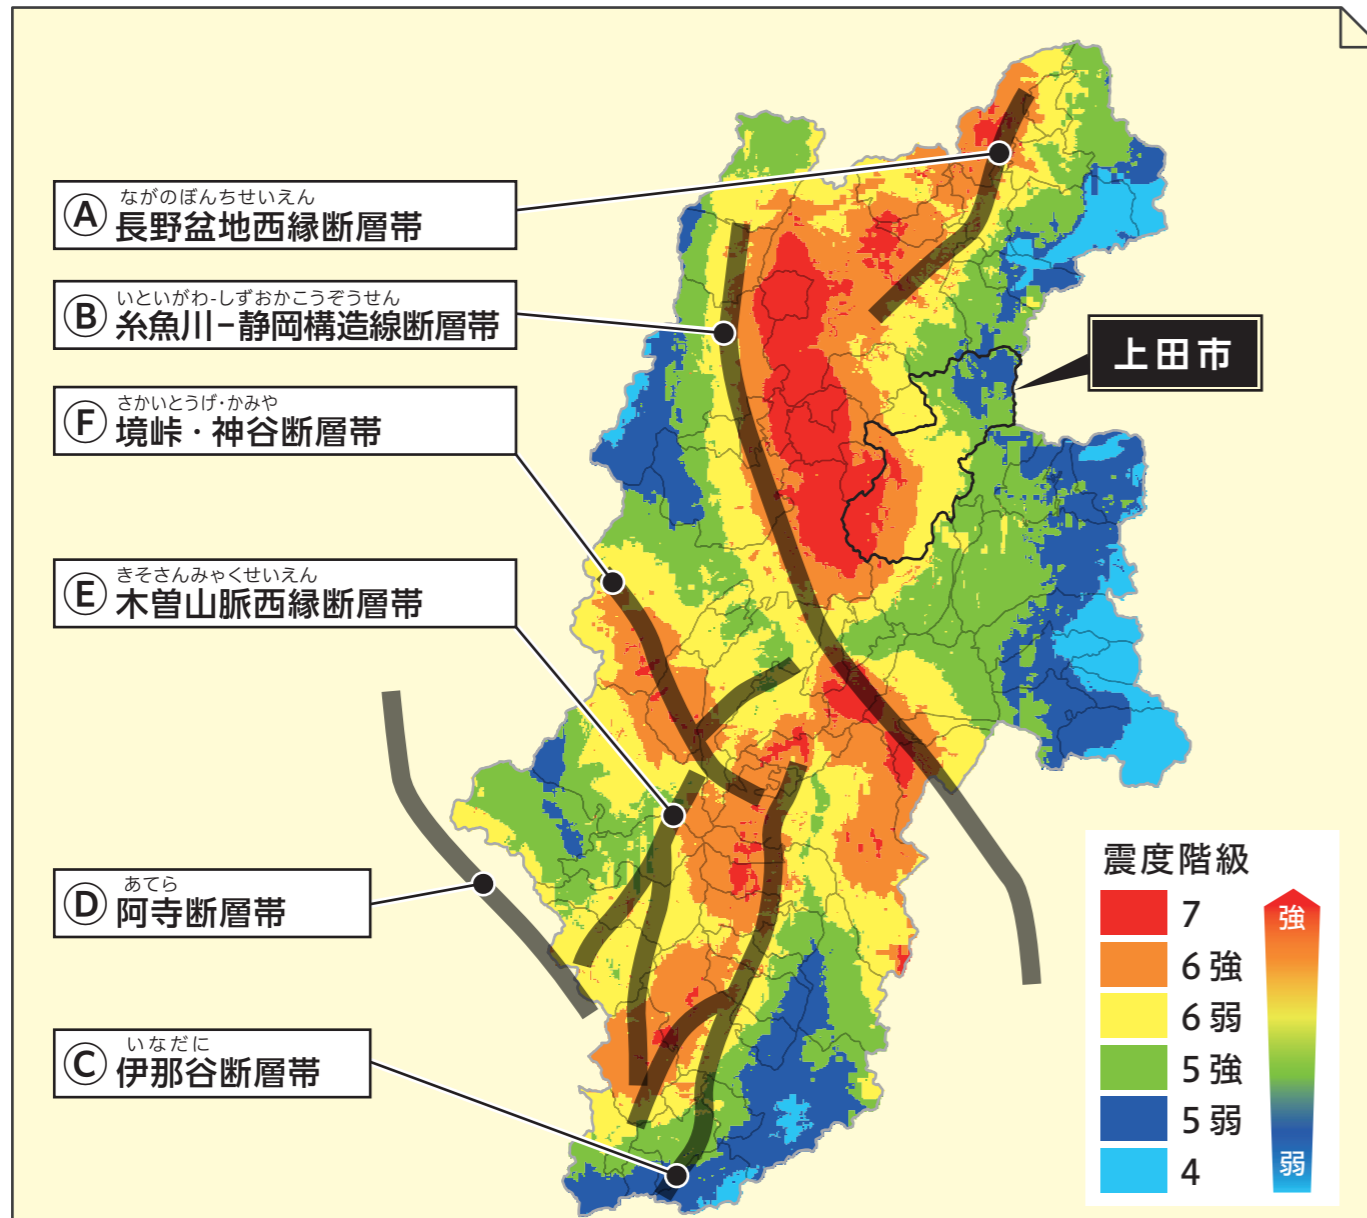 ながのぼんちせいえん
Ⓐ 長野盆地西縁断層帯
いといがわ-しずおかこうぞうせん
Ⓑ 糸魚川−静岡構造線断層帯
上田市
さかいとうげ・かみや
Ⓕ 境峠・神谷断層帯
きそさんみゃくせいえん
Ⓔ 木曽山脈西縁断層帯
あてら
Ⓓ 阿寺断層帯
いなだに
Ⓒ 伊那谷断層帯
震度階級
7
6強
6弱
5強
5弱
4
強
弱